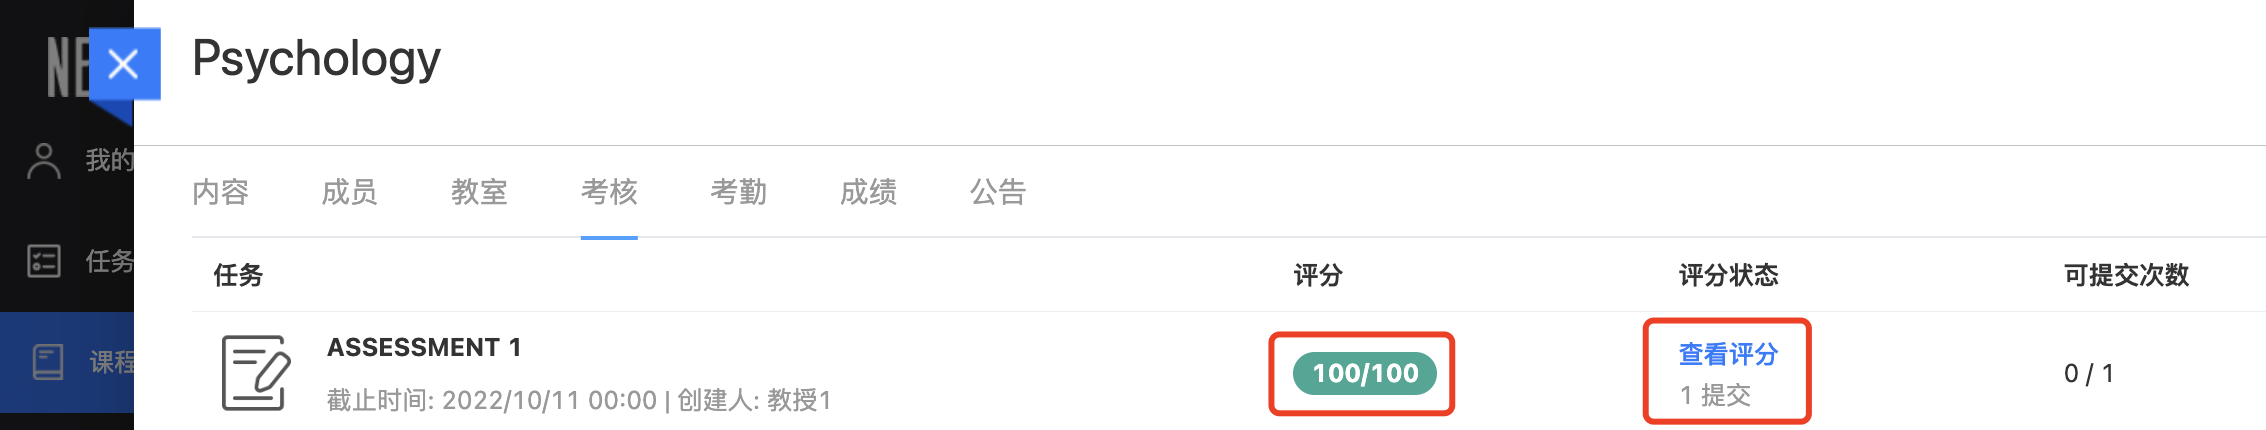 NE
Psychology
我的
任务
课程
内容 成员 教室 考核 考勤 成绩 公告
任务 评分 评分状态 可提交次数
ASSESSMENT 1
截止时间: 2022/10/11 00:00 | 创建人: 教授1
100/100
查看评分
1 提交
0 / 1